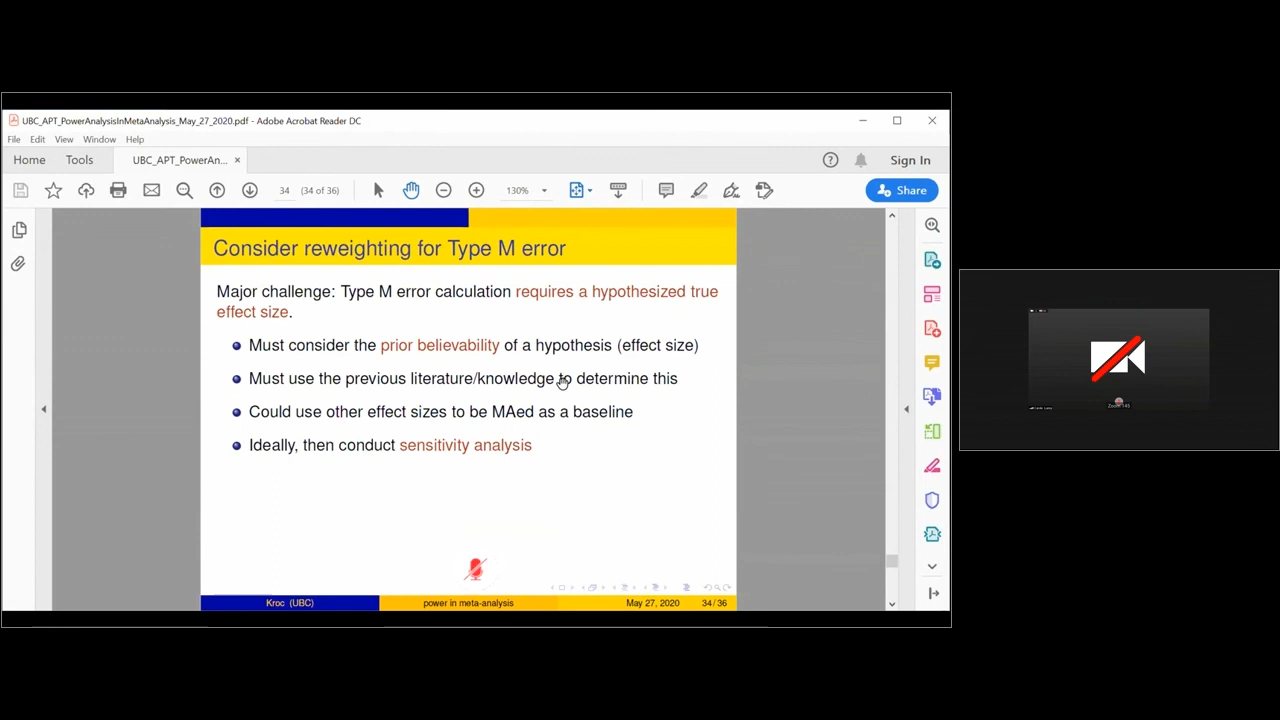 UBC_APT_PowerAnalysisInMetaAnalysis_May_27_2020.pdf - Adobe Acrobat Reader DC
File Edit View Window Help
Home Tools UBC_APT_PowerAn... × Sign In
34 (34 of 36) 130% Share
Consider reweighting for Type M error
Major challenge: Type M error calculation requires a hypothesized true
effect size.
Must consider the prior believability of a hypothesis (effect size)
Must use the previous literature/knowledge to determine this
Could use other effect sizes to be MAed as a baseline
Ideally, then conduct sensitivity analysis
Kroc (UBC) power in meta-analysis May 27, 2020 34/36